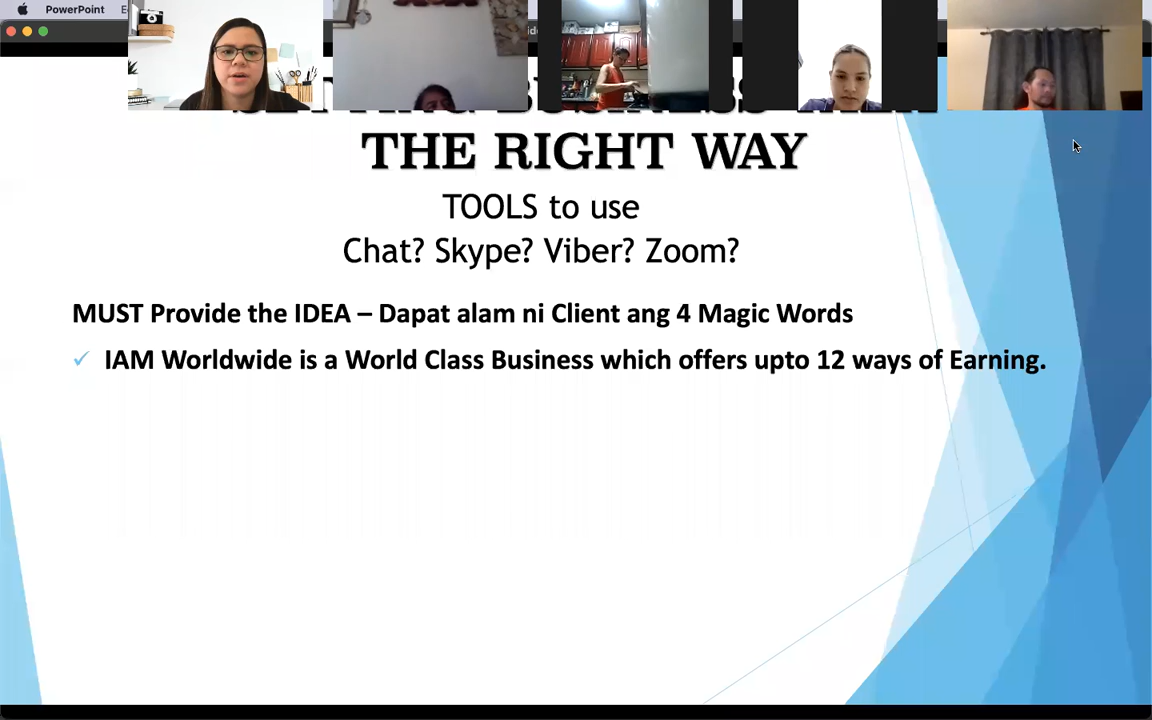 PowerPoint
THE RIGHT WAY
TOOLS to use
Chat? Skype? Viber? Zoom?
MUST Provide the IDEA – Dapat alam ni Client ang 4 Magic Words
✓ IAM Worldwide is a World Class Business which offers upto 12 ways of Earning.